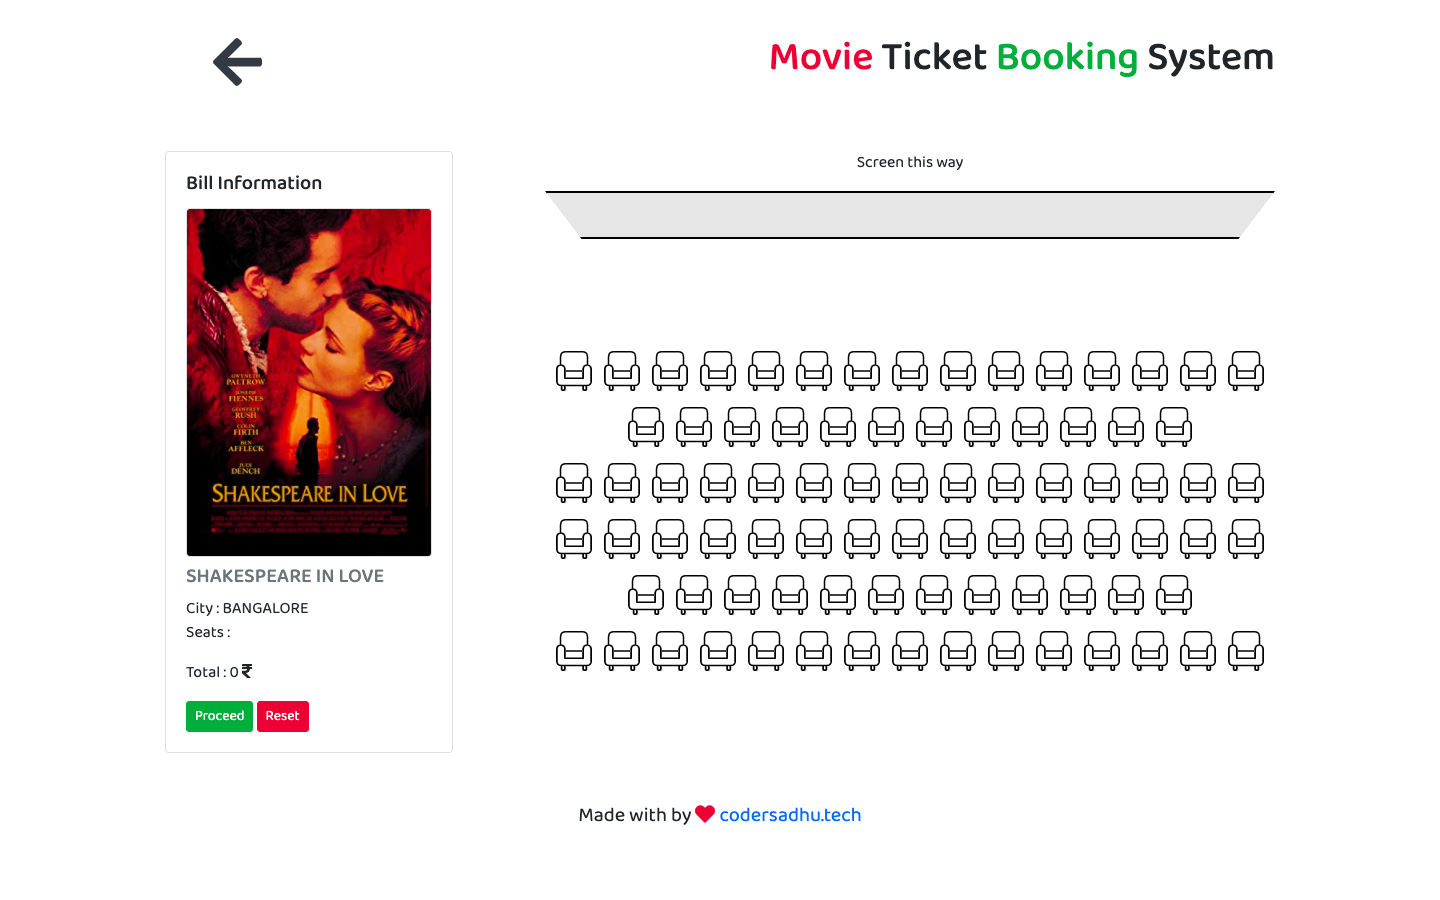 Movie Ticket Booking System
Bill Information
GWYNETH
PALTROW
JOSEPH
FIENNES
GEOFFREY
RUSH
COLIN
FIRTH
BEN
AFFLECK
JUDI
DENCH
SHAKESPEARE IN LOVE
SHAKESPEARE IN LOVE
City : BANGALORE
Seats :
Total : 0 ₹
Proceed Reset
Screen this way
Made with by ❤ codersadhu.tech